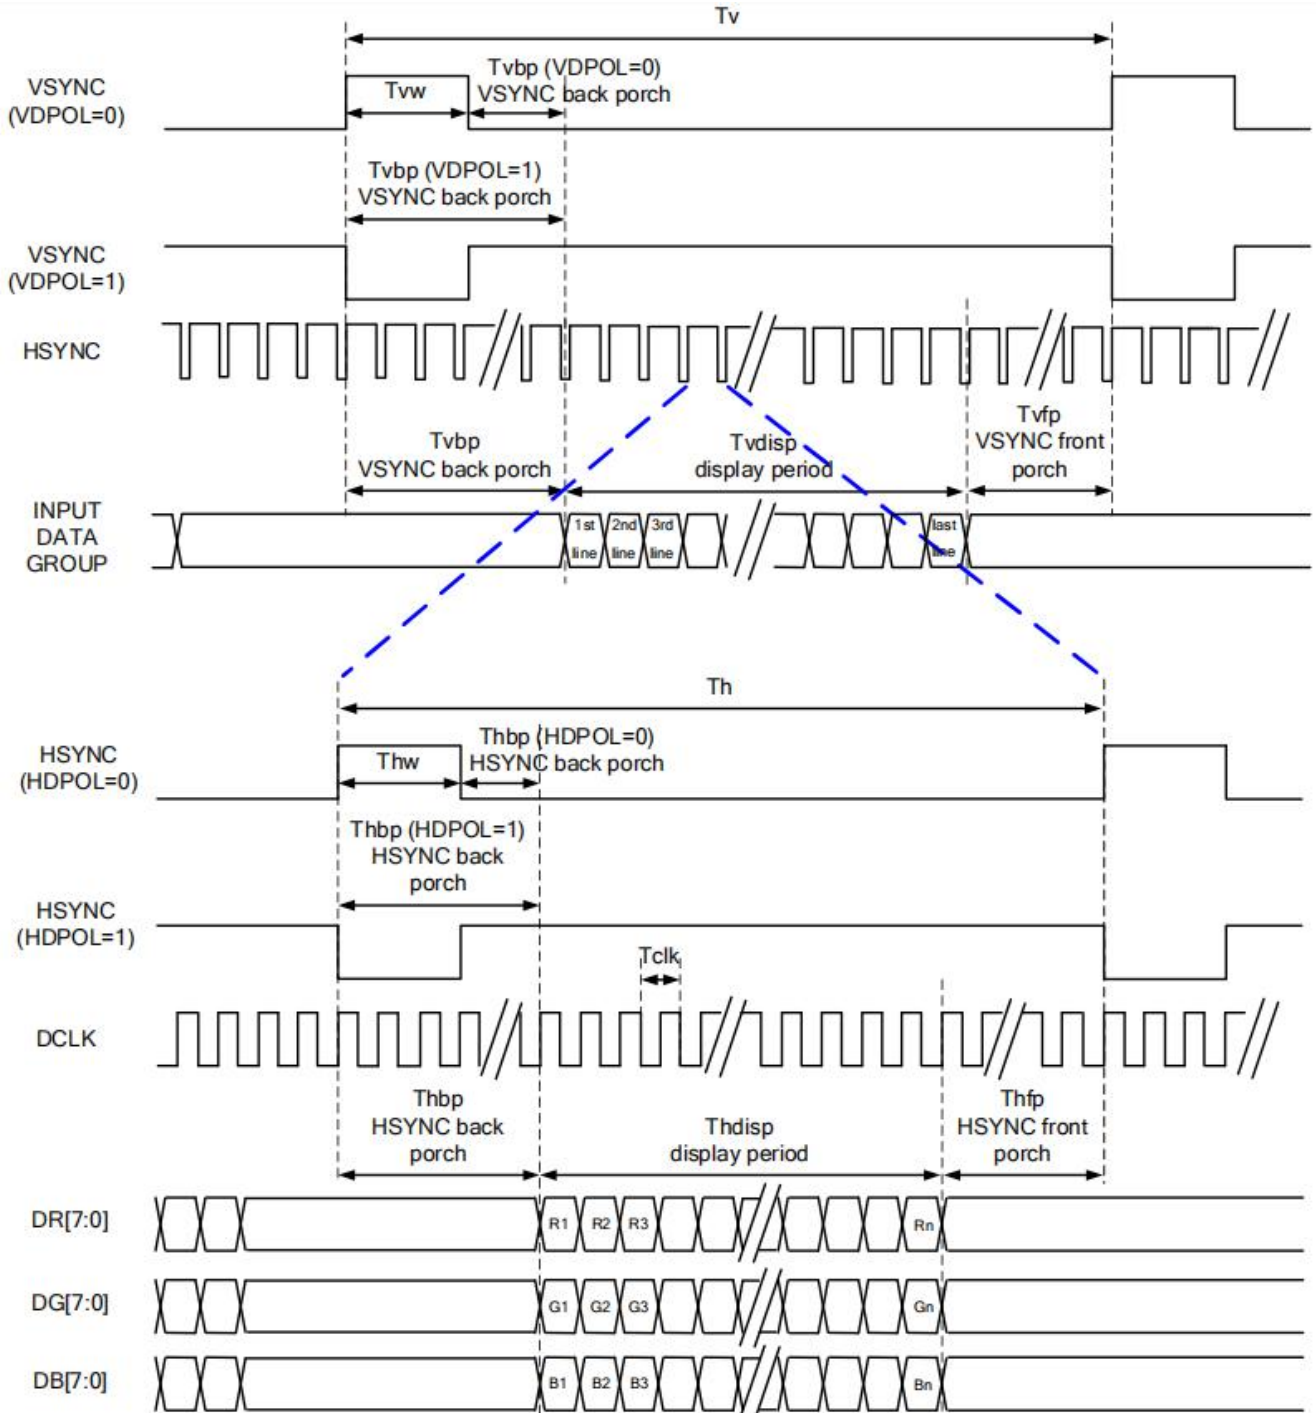 Tv
VSYNC
(VDPOL=0)
Tvw
Tvbp (VDPOL=0)
VSYNC back porch
Tvbp (VDPOL=1)
VSYNC back porch
VSYNC
(VDPOL=1)
HSYNC
Tvbp
VSYNC back porch
Tvdisp
display period
Tvfp
VSYNC front
porch
INPUT
DATA
GROUP
1st
line
2nd
line
3rd
line
last
line
Th
HSYNC
(HDPOL=0)
Thw
Thbp (HDPOL=0)
HSYNC back porch
Thbp (HDPOL=1)
HSYNC back
porch
HSYNC
(HDPOL=1)
Tclk
DCLK
Thbp
HSYNC back
porch
Thdisp
display period
Thfp
HSYNC front
porch
DR[7:0]
R1
R2
R3
Rn
DG[7:0]
G1
G2
G3
Gn
DB[7:0]
B1
B2
B3
Bn